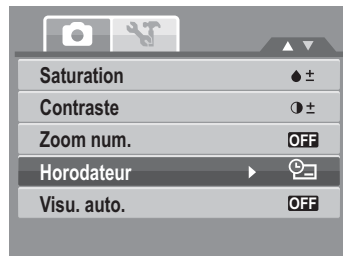 Saturation ±
Contraste ±
Zoom num. OFF
Horodateur
Visu. auto. OFF